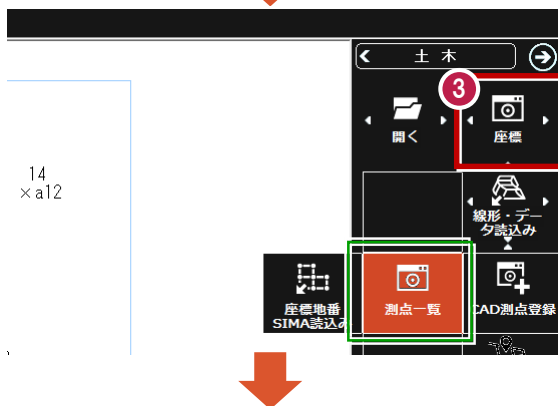 土 木
3
開く
座標
14
×a12
線形・デー
タ読込み
座標地番
SIMA読込み
測点一覧
CAD測点登録